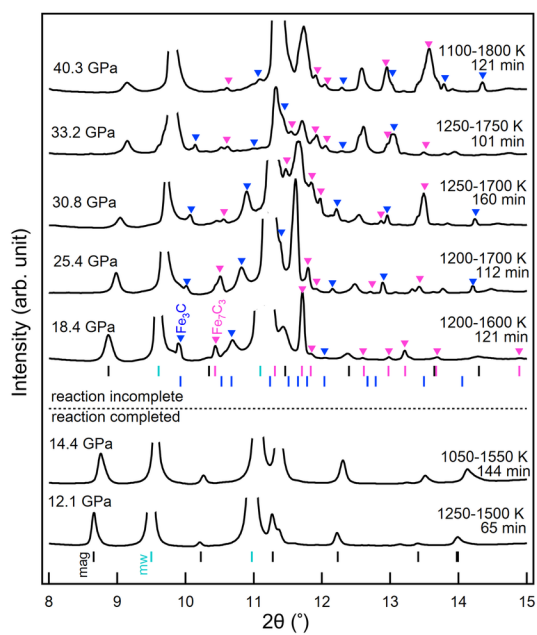 40.3 GPa
1100-1800 K
121 min
33.2 GPa
1250-1750 K
101 min
30.8 GPa
1250-1700 K
160 min
25.4 GPa
1200-1700 K
112 min
18.4 GPa
Fe3C
Fe7C3
1200-1600 K
121 min
reaction incomplete
reaction completed
14.4 GPa
1050-1550 K
144 min
12.1 GPa
1250-1500 K
65 min
mag
mw
Intensity (arb. unit)
8 9 10 11 12 13 14 15
2θ (°)